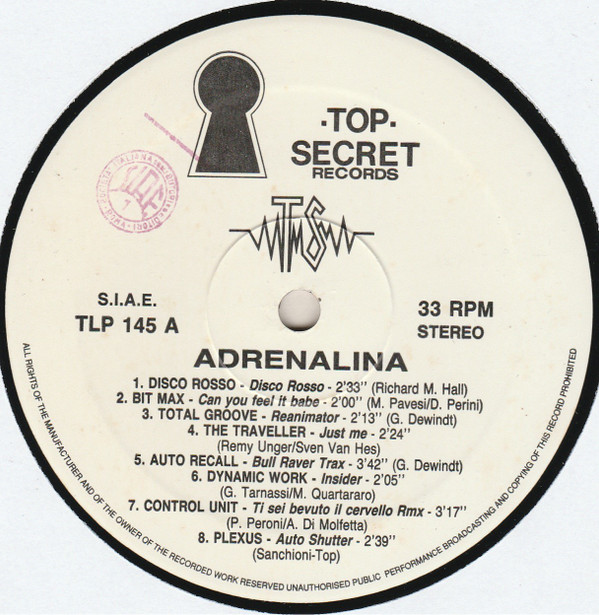 ·TOP·
SECRET
RECORDS
TMS
S.I.A.E.
TLP 145 A
33 RPM
STEREO
ADRENALINA
1. DISCO ROSSO - Disco Rosso - 2'33" (Richard M. Hall)
2. BIT MAX - Can you feel it babe - 2'00" (M. Pavesi/D. Perini)
3. TOTAL GROOVE - Reanimator - 2'13" (G. Dewindt)
4. THE TRAVELLER - Just me - 2'24"
(Remy Unger/Sven Van Hes)
5. AUTO RECALL - Bull Raver Trax - 3'42" (G. Dewindt)
6. DYNAMIC WORK - Insider - 2'05"
(G. Tarnassi/M. Quartararo)
7. CONTROL UNIT - Ti sei bevuto il cervello Rmx - 3'17"
(P. Peroni/A. Di Molfetta)
8. PLEXUS - Auto Shutter - 2'39"
(Sanchioni-Top)
ALL RIGHTS OF THE MANUFACTURER AND OF THE OWNER OF THE RECORDED WORK RESERVED UNAUTHORISED PUBLIC PERFORMANCE BROADCASTING AND COPYING OF THIS RECORD PROHIBITED